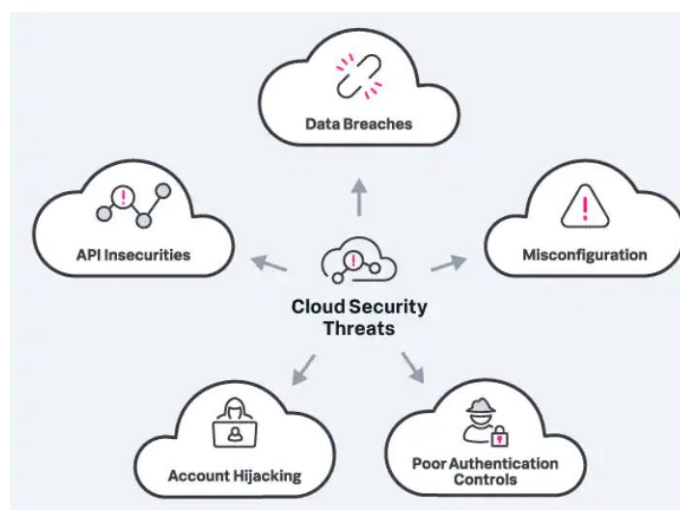 Data Breaches
API Insecurities
Misconfiguration
Cloud Security
Threats
Account Hijacking
Poor Authentication
Controls